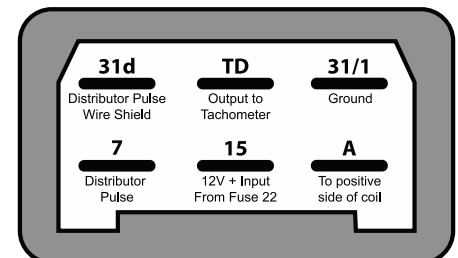 31d TD 31/1
Distributor Pulse Output to Ground
Wire Shield Tachometer
7 15 A
Distributor 12V + Input To positive
Pulse From Fuse 22 side of coil